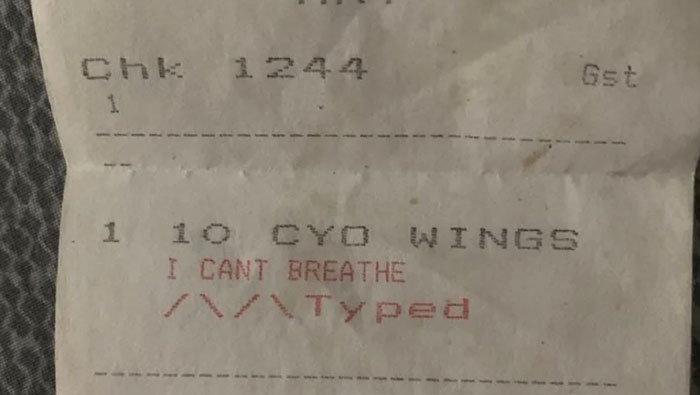 Chk 1244 Gst
1
1 10 CYO WINGS
I CANT BREATHE
/\/\Typed